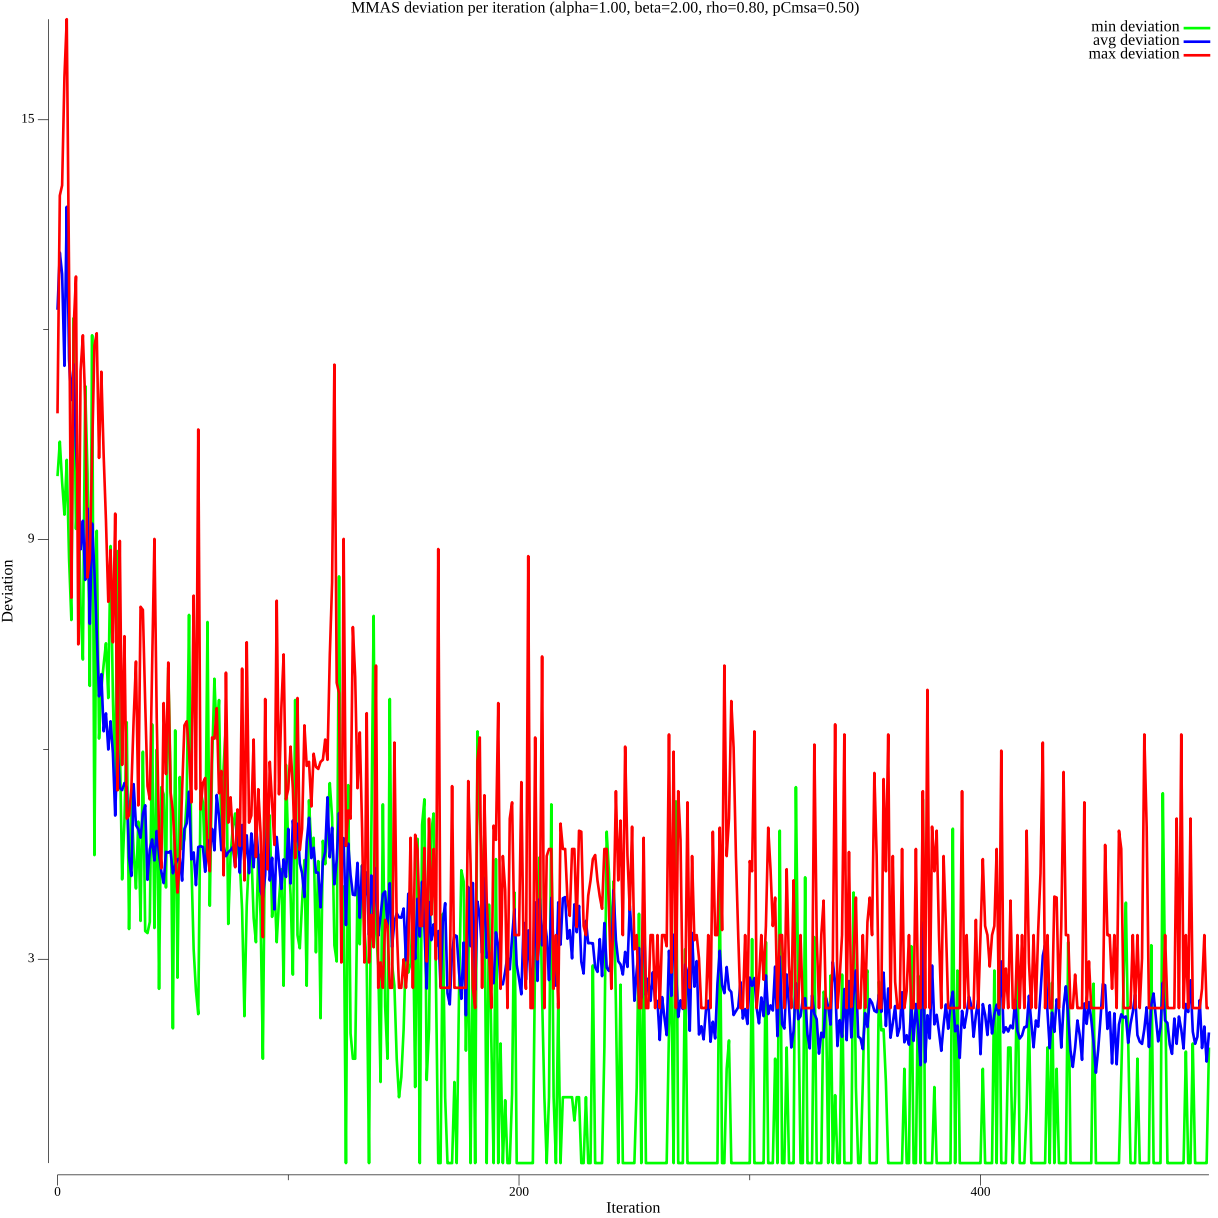 MMAS deviation per iteration (alpha=1.00, beta=2.00, rho=0.80, pCmsa=0.50)
min deviation
avg deviation
max deviation
15
9
3
Deviation
0
200
400
Iteration